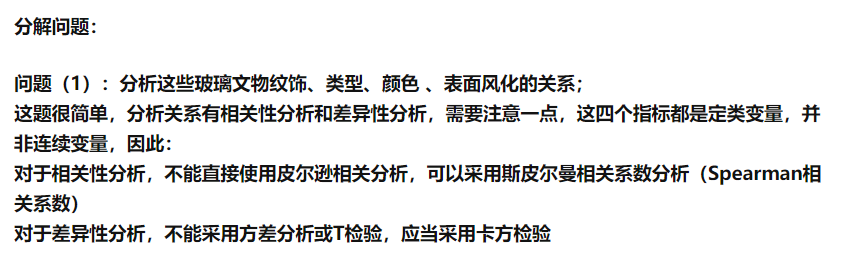 分解问题：
问题（1）：分析这些玻璃文物纹饰、类型、颜色 、表面风化的关系；
这题很简单，分析关系有相关性分析和差异性分析，需要注意一点，这四个指标都是定类变量，并
非连续变量，因此：
对于相关性分析，不能直接使用皮尔逊相关分析，可以采用斯皮尔曼相关系数分析（Spearman相
关系数）
对于差异性分析，不能采用方差分析或T检验，应当采用卡方检验